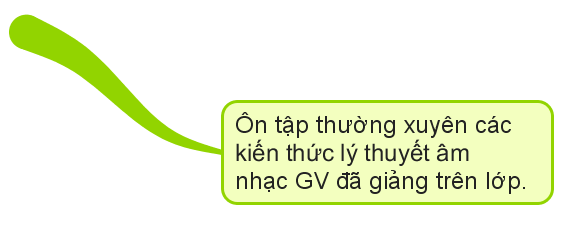 Ôn tập thường xuyên các
kiến thức lý thuyết âm
nhạc GV đã giảng trên lớp.